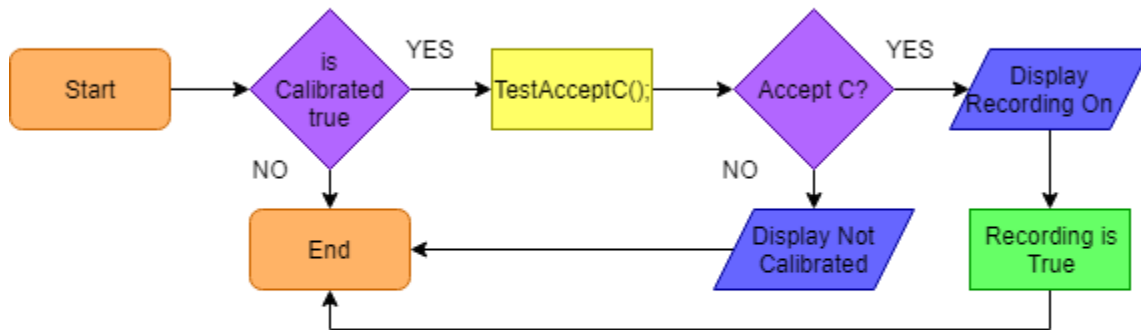 Start
is
Calibrated
true
YES
TestAcceptC();
Accept C?
YES
Display
Recording On
NO
End
NO
Display Not
Calibrated
Recording is
True